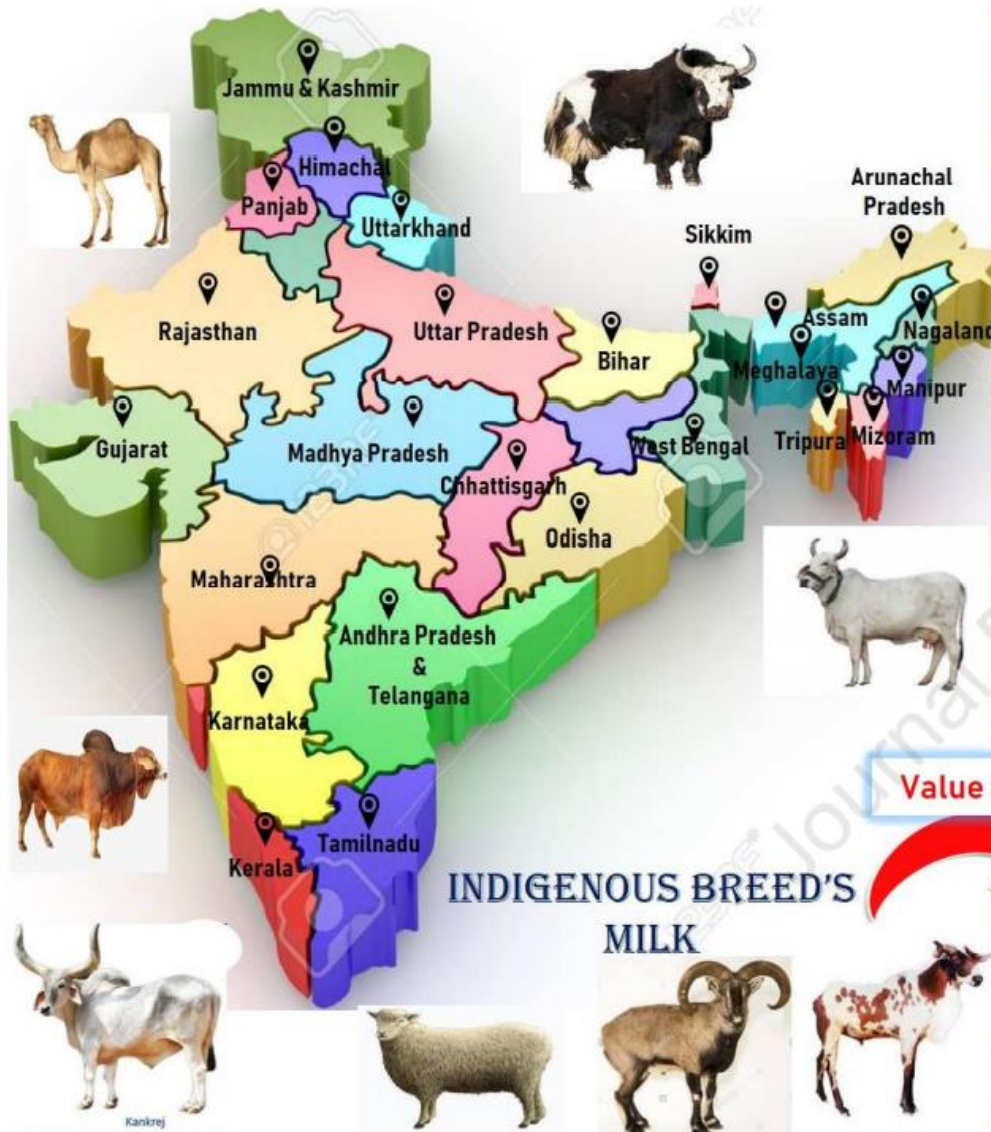 Jammu & Kashmir
Himachal
Panjab
Uttarkhand
Arunachal
Pradesh
Sikkim
Rajasthan
Uttar Pradesh
Bihar
Assam
Nagaland
Meghalaya
Manipur
Gujarat
Madhya Pradesh
Chhattisgarh
West Bengal
Tripura
Mizoram
Odisha
Maharashtra
Andhra Pradesh
&
Telangana
Karnataka
Kerala
Tamilnadu
Journal
Value
INDIGENOUS BREED'S
MILK
Kankrej